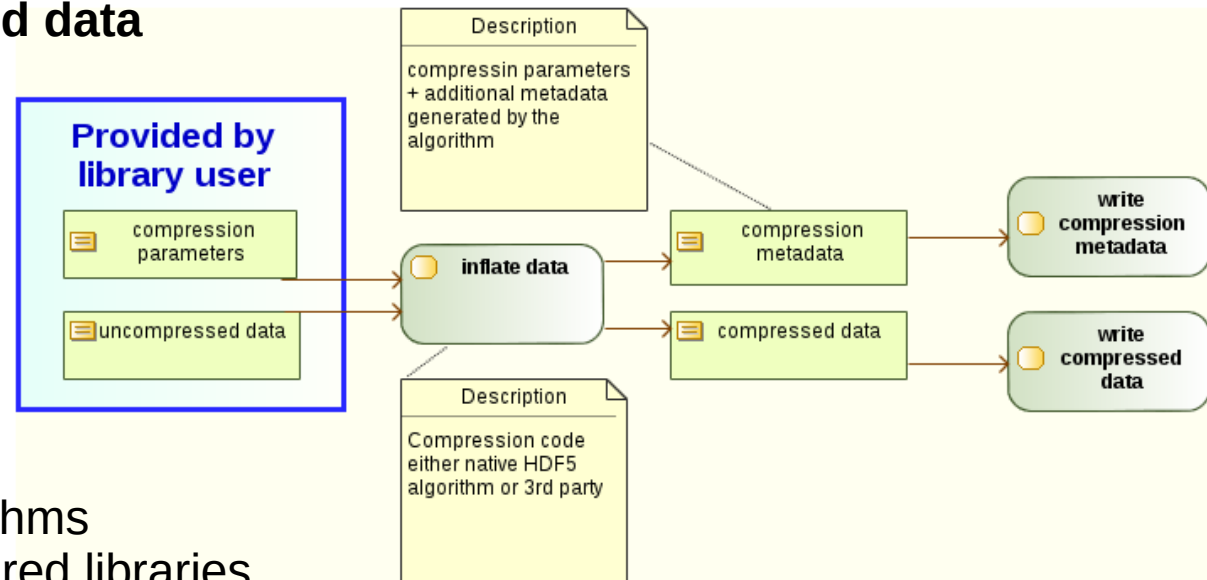 d data
Description
compressin parameters
+ additional metadata
generated by the
algorithm
Provided by
library user
compression
parameters
uncompressed data
inflate data
compression
metadata
compressed data
write
compression
metadata
write
compressed
data
Description
Compression code
either native HDF5
algorithm or 3rd party
hms
red libraries